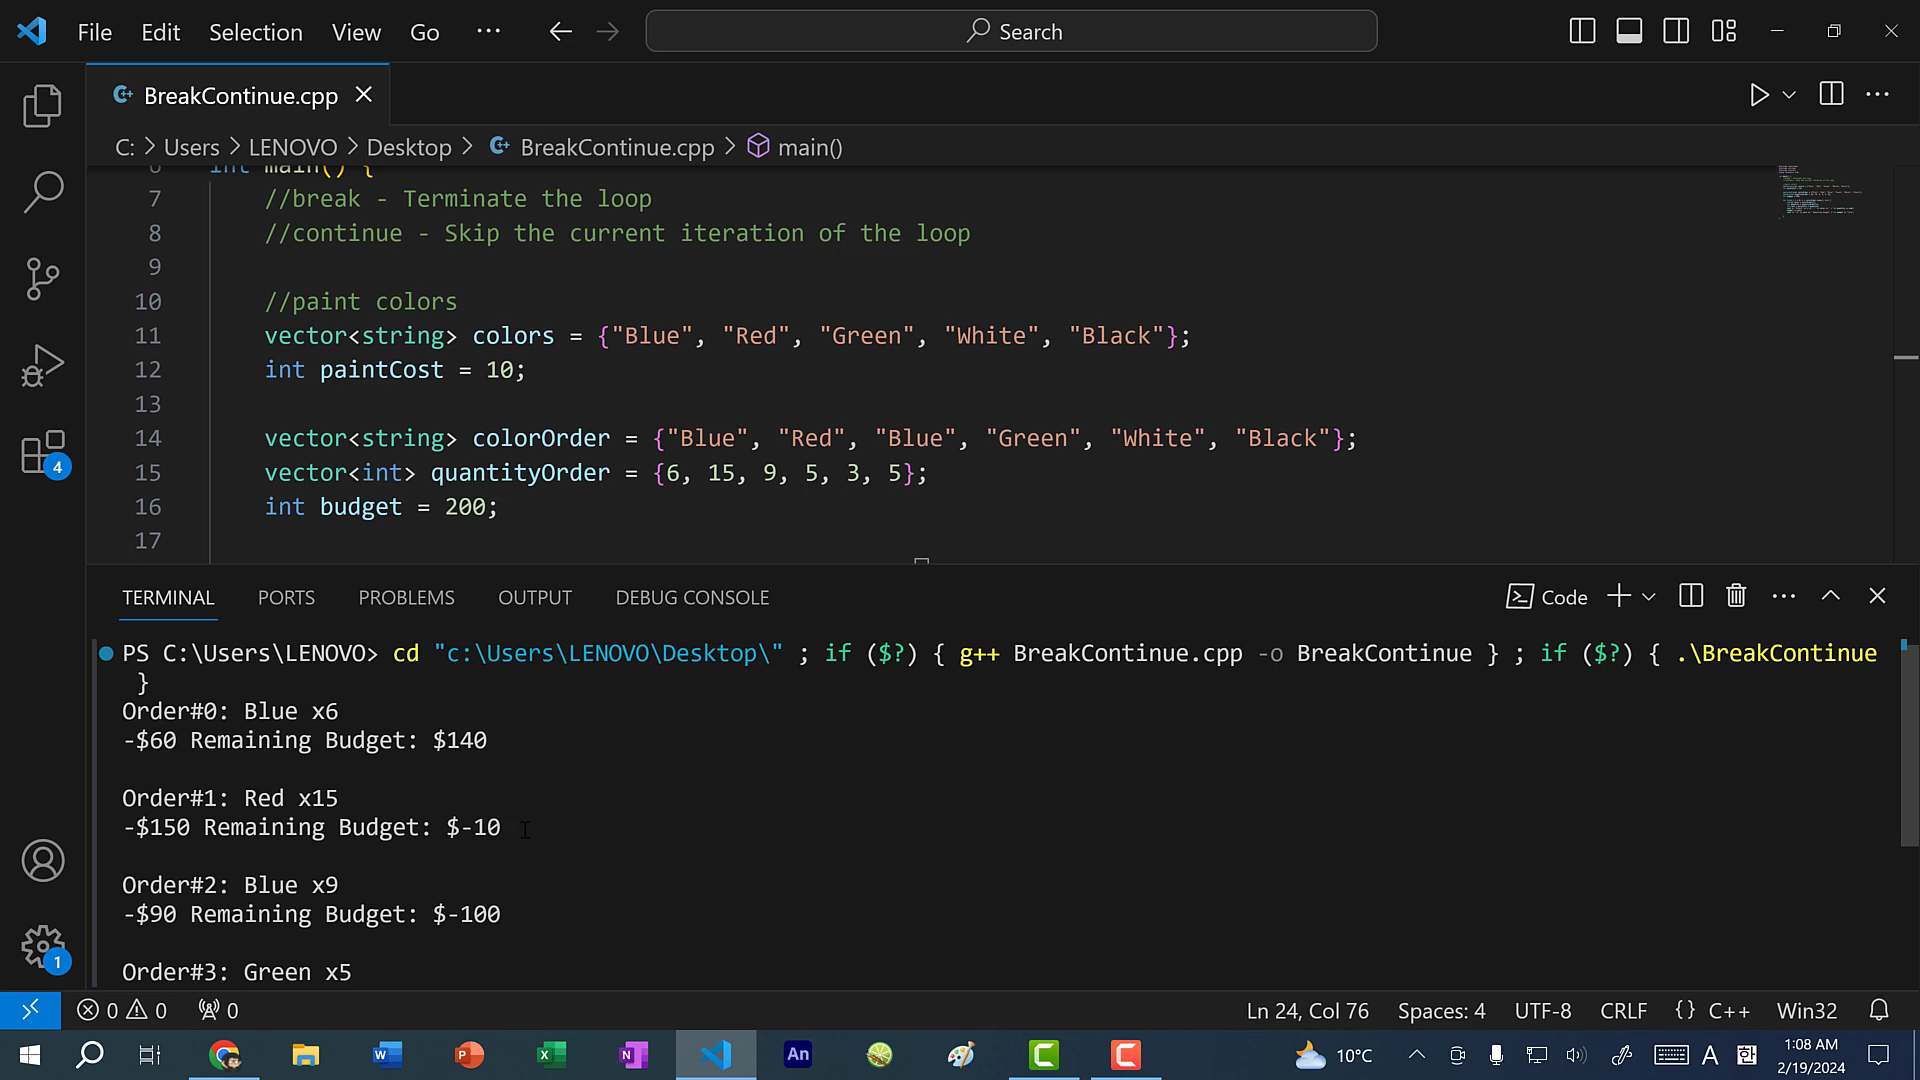 File Edit Selection View Go ··· Search
BreakContinue.cpp
C: > Users > LENOVO > Desktop > BreakContinue.cpp > main()
6 int main() {
7 //break - Terminate the loop
8 //continue - Skip the current iteration of the loop
9
10 //paint colors
11 vector<string> colors = {"Blue", "Red", "Green", "White", "Black"};
12 int paintCost = 10;
13
14 vector<string> colorOrder = {"Blue", "Red", "Blue", "Green", "White", "Black"};
15 vector<int> quantityOrder = {6, 15, 9, 5, 3, 5};
16 int budget = 200;
17
4
TERMINAL PORTS PROBLEMS OUTPUT DEBUG CONSOLE Code
PS C:\Users\LENOVO> cd "c:\Users\LENOVO\Desktop\" ; if ($?) { g++ BreakContinue.cpp -o BreakContinue } ; if ($?) { .\BreakContinue
}
Order#0: Blue x6
-$60 Remaining Budget: $140
Order#1: Red x15
-$150 Remaining Budget: $-10
Order#2: Blue x9
-$90 Remaining Budget: $-100
Order#3: Green x5
1
0 0 0 Ln 24, Col 76 Spaces: 4 UTF-8 CRLF {} C++ Win32
W P X N An C C 10°C A 한 1:08 AM
2/19/2024